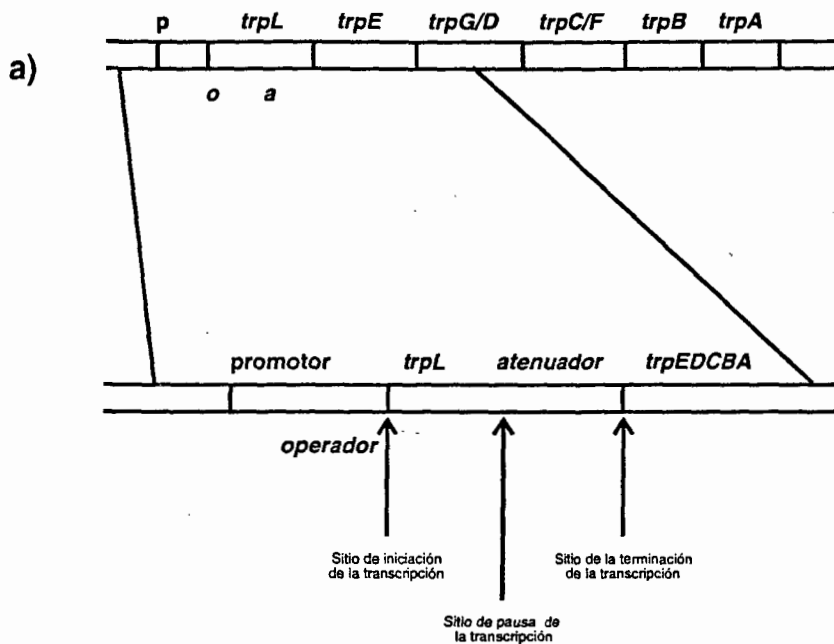 p trpL trpE trpG/D trpC/F trpB trpA
a)
o a
promotor trpL atenuador trpEDCBA
operador
Sitio de iniciación
de la transcripción
Sitio de la terminación
de la transcripción
Sitio de pausa de
la transcripción